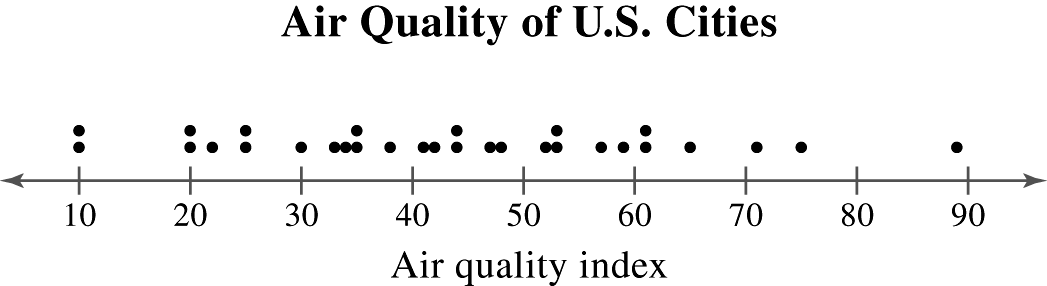 Air Quality of U.S. Cities
10 20 30 40 50 60 70 80 90
Air quality index